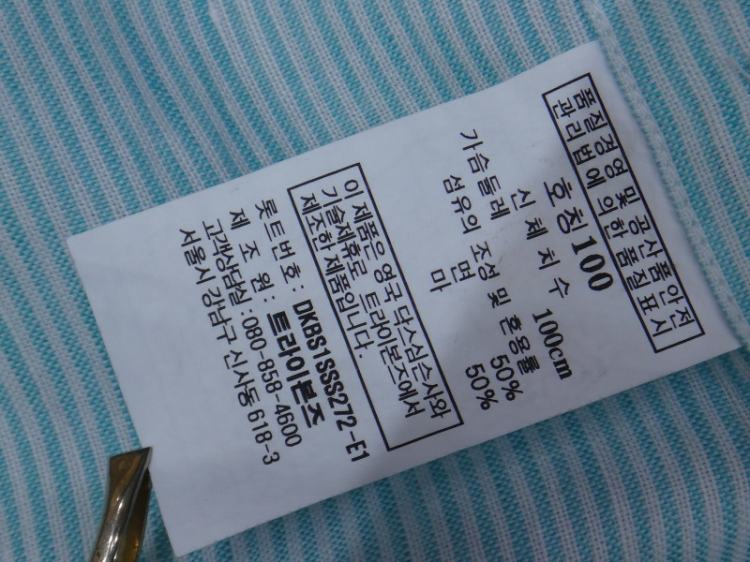 품질경영 및 공산품안전
관리법에 의한 품질표시
호칭 100
신체치수
가슴둘레 100cm
섬유의 조성 및 혼용률
면 50%
마 50%
이 제품은 영국 닥스심슨사와
기술제휴로 트라이본즈에서
제조한 제품입니다.
롯트번호 : DKBS1SSS272-E1
제 조 원 : 트라이본즈
고객상담실 : 080-858-4600
서울시 강남구 신사동 618-3